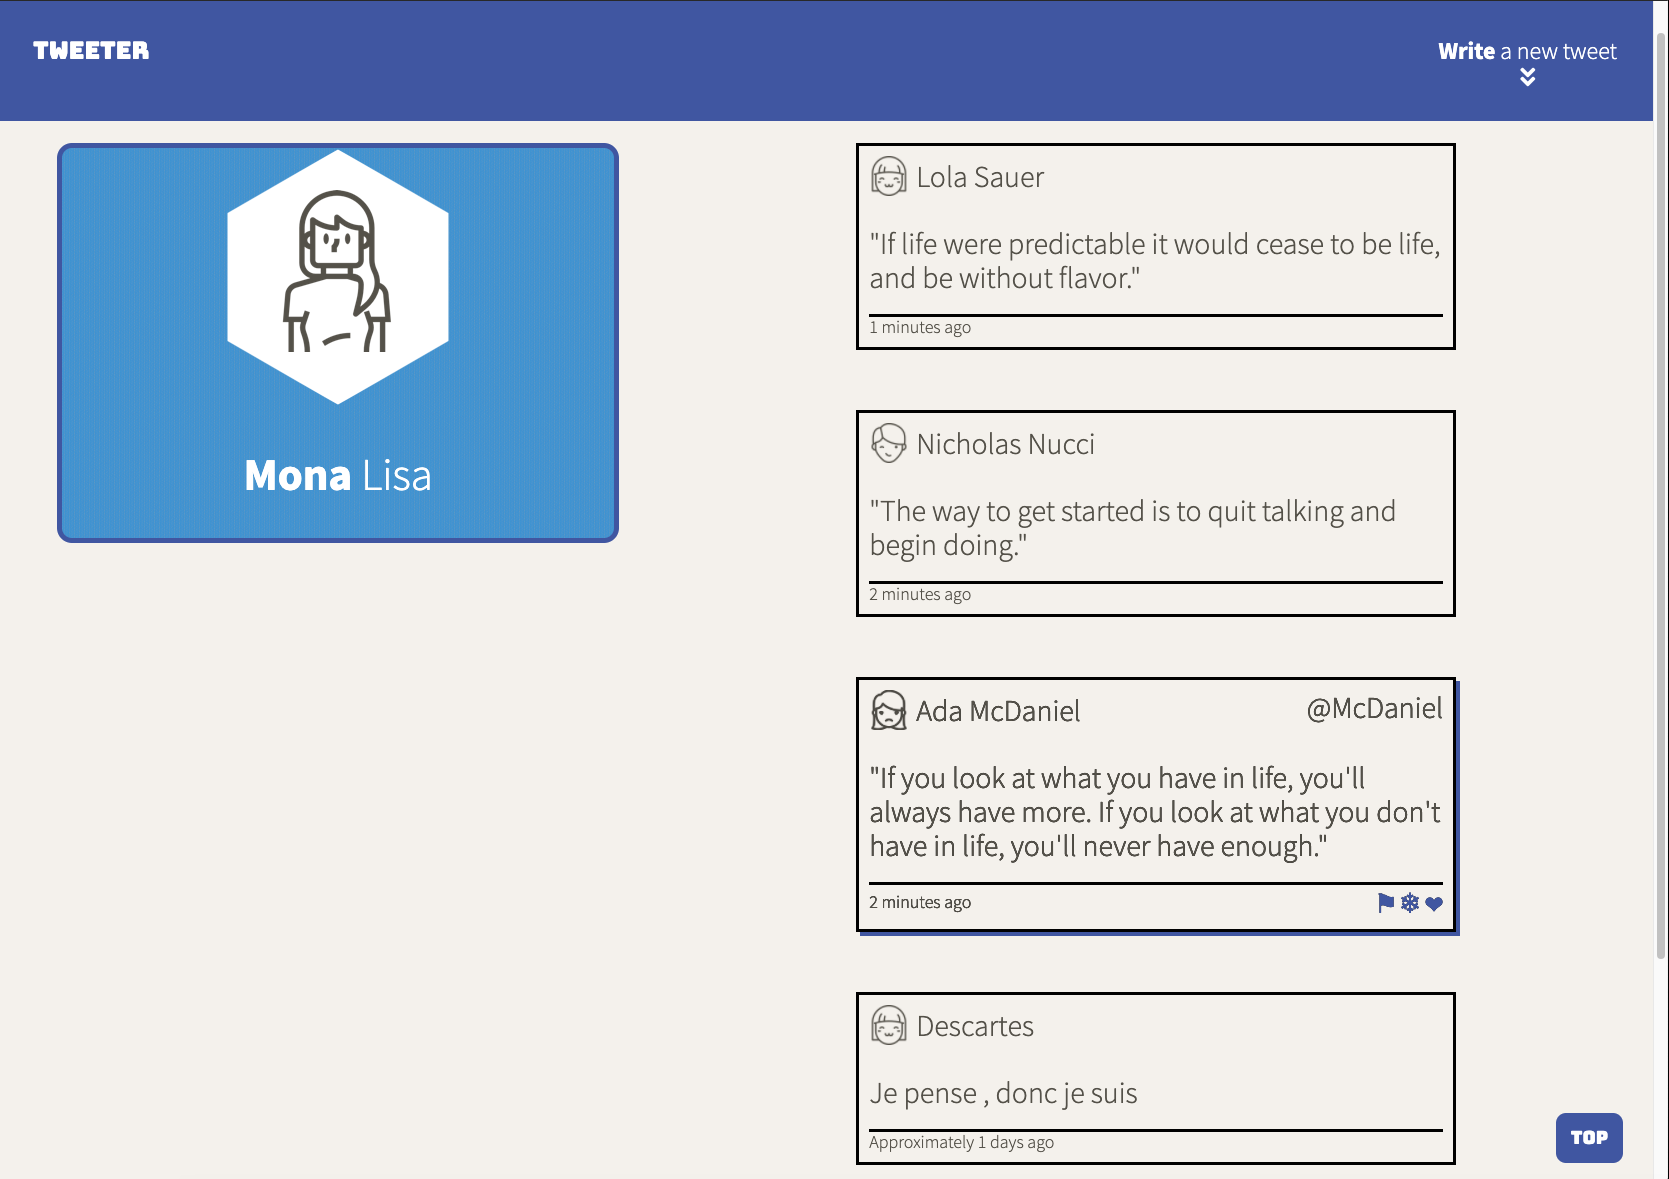 TWEETER
Write a new tweet
Mona Lisa
Lola Sauer
"If life were predictable it would cease to be life,
and be without flavor."
1 minutes ago
Nicholas Nucci
"The way to get started is to quit talking and
begin doing."
2 minutes ago
Ada McDaniel
@McDaniel
"If you look at what you have in life, you'll
always have more. If you look at what you don't
have in life, you'll never have enough."
2 minutes ago
Descartes
Je pense , donc je suis
Approximately 1 days ago
TOP